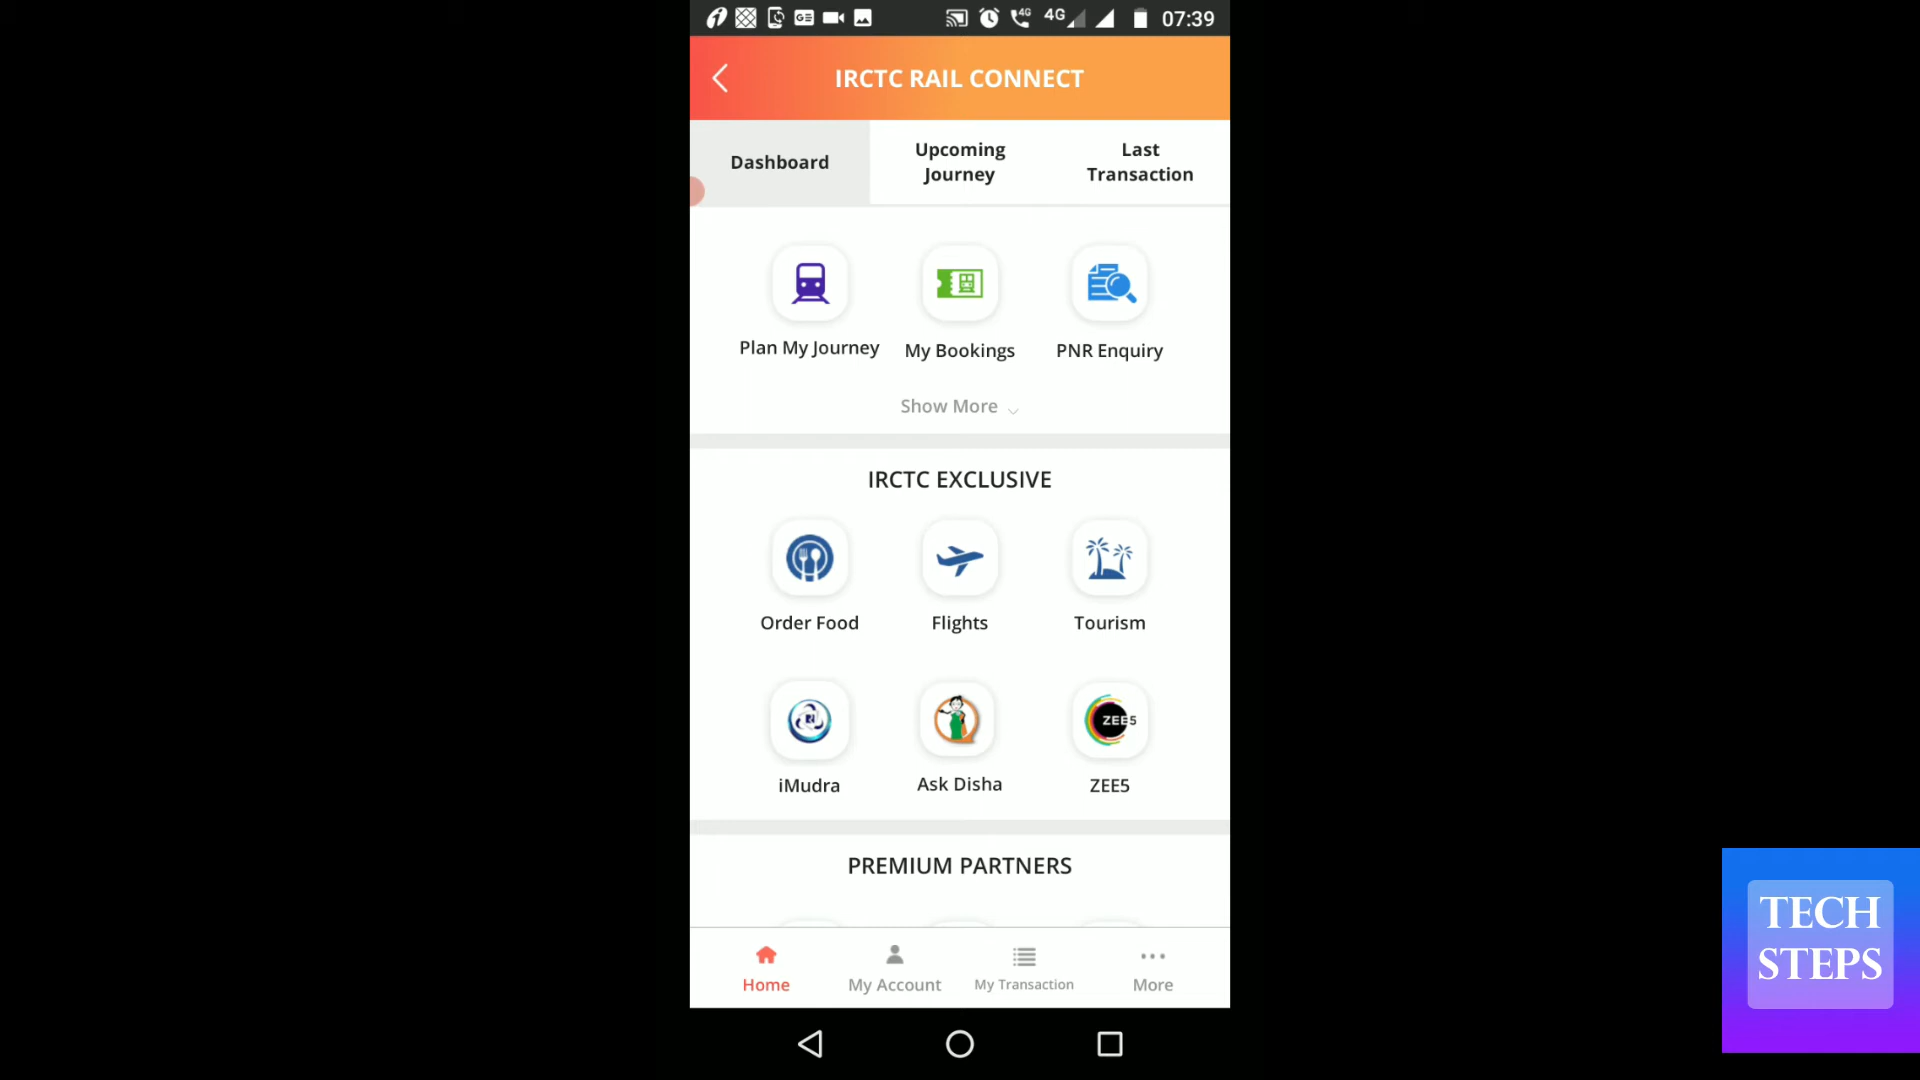 4G 4G 07:39
IRCTC RAIL CONNECT
Dashboard
Upcoming
Journey
Last
Transaction
Plan My Journey
My Bookings
PNR Enquiry
Show More
IRCTC EXCLUSIVE
Order Food
Flights
Tourism
ZEE5
iMudra
Ask Disha
ZEE5
PREMIUM PARTNERS
Home
My Account
My Transaction
More
TECH
STEPS